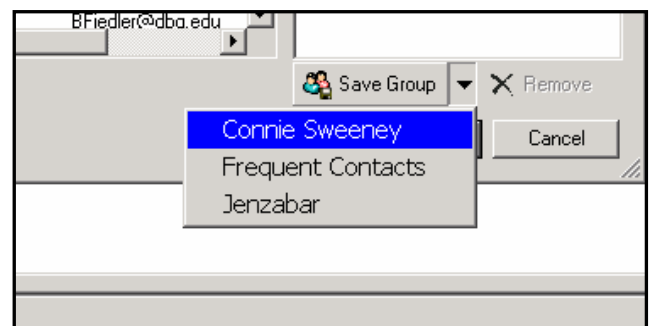 BFiedler@dbq.edu
Save Group Remove
Connie Sweeney
Cancel
Frequent Contacts
Jenzabar